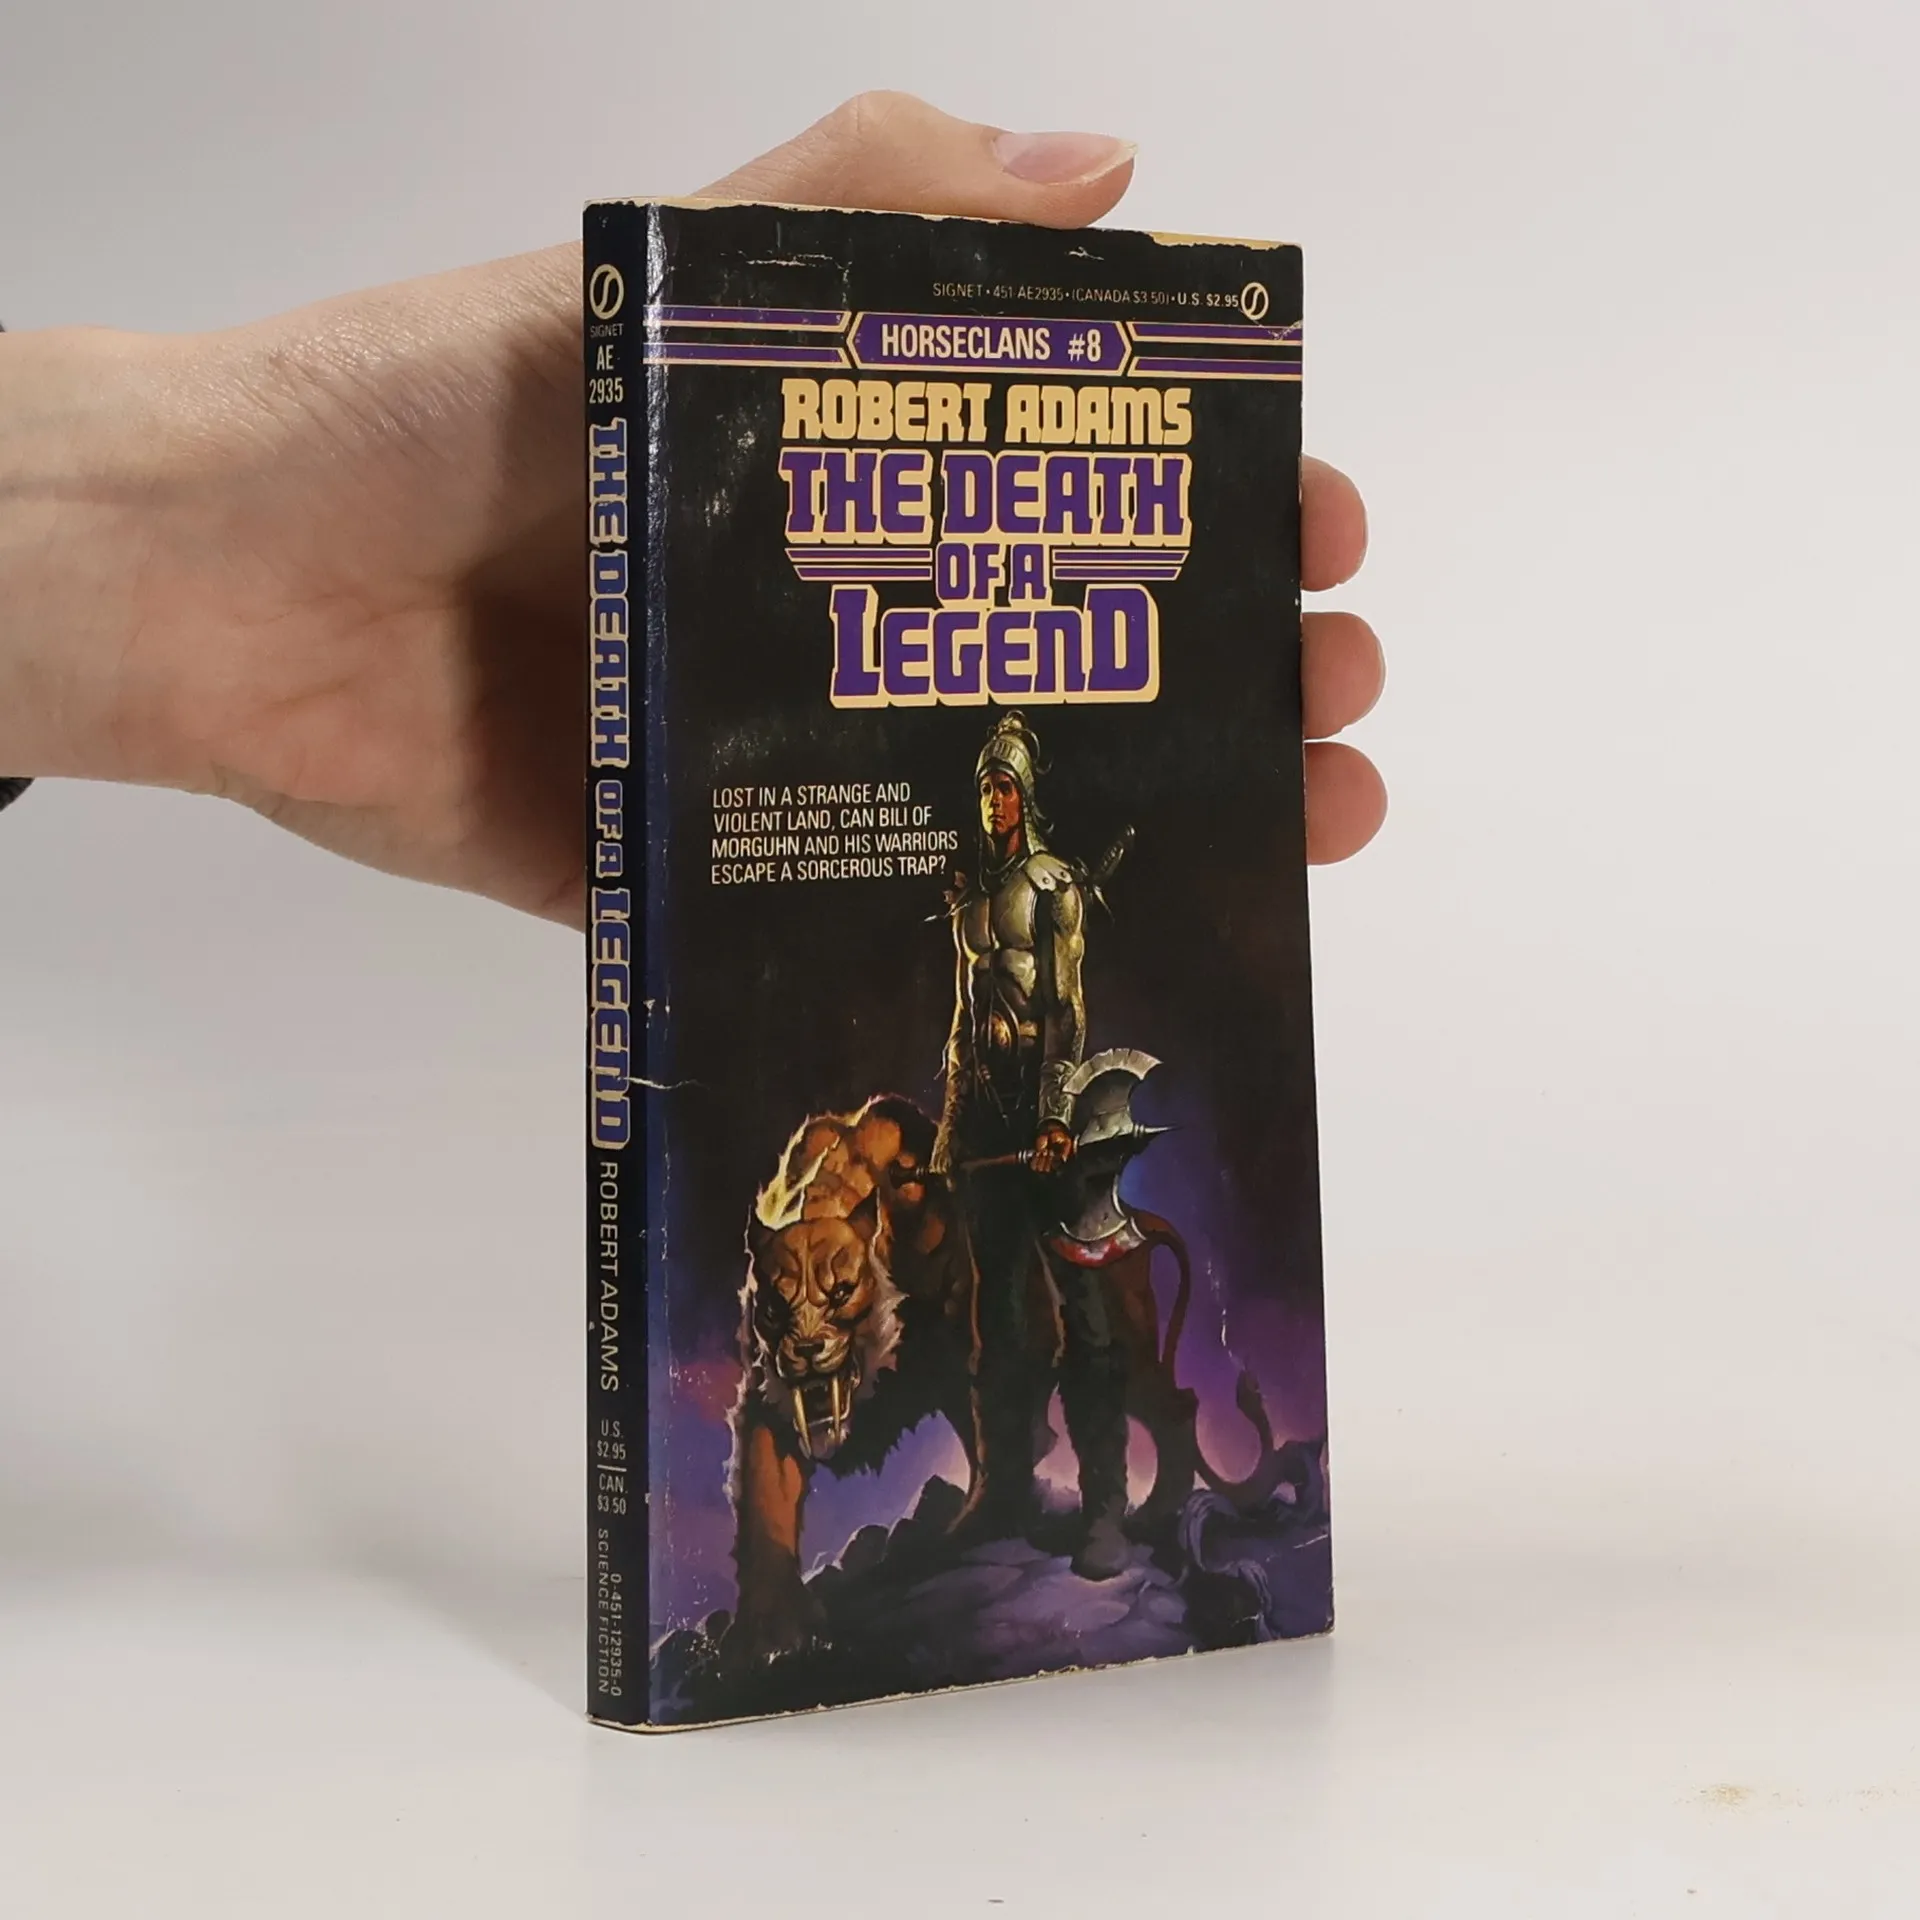 SIGNET • 451-AE2935 • (CANADA $3.50) • U.S. $2.95
HORSECLANS #8
ROBERT ADAMS
THE DEATH
OF A
LEGEND
LOST IN A STRANGE AND
VIOLENT LAND, CAN BILI OF
MORGUHN AND HIS WARRIORS
ESCAPE A SORCEROUS TRAP?
SIGNET
AE
2935
THE DEATH OF A LEGEND ROBERT ADAMS
U.S.
$2.95
CAN.
$3.50
0-451-12935-0
SCIENCE FICTION